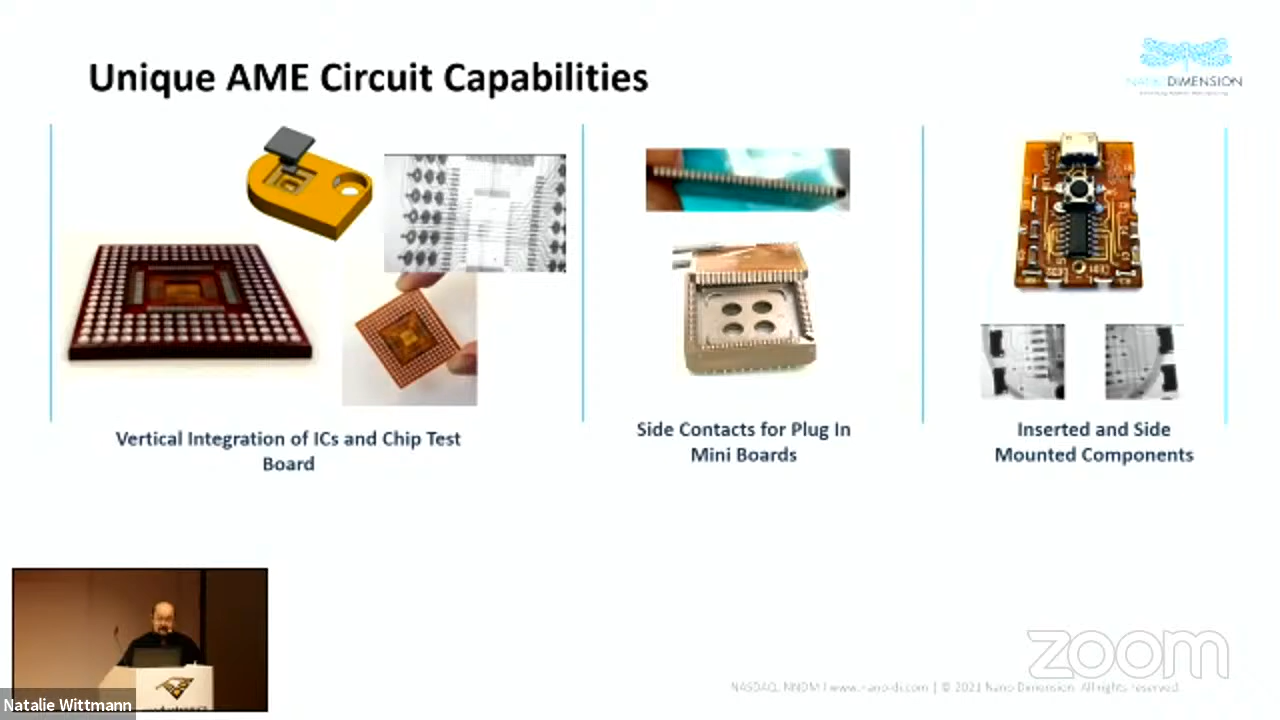 Unique AME Circuit Capabilities
NANODIMENSION
Vertical Integration of ICs and Chip Test
Board
Side Contacts for Plug In
Mini Boards
Inserted and Side
Mounted Components
zoom
NASDAQ: NNDM | www.nano-di.com | © 2021 Nano Dimension. All rights reserved.
Natalie Wittmann